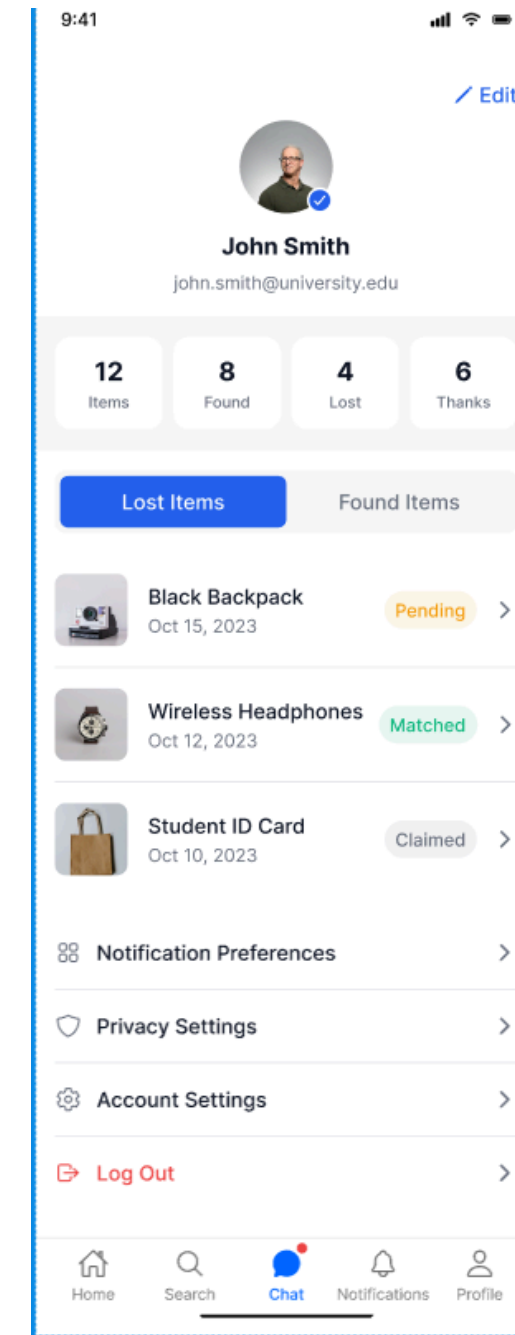 9:41
Edit
John Smith
john.smith@university.edu
12 8 4 6
Items Found Lost Thanks
Lost Items Found Items
Black Backpack
Oct 15, 2023
Pending
Wireless Headphones
Oct 12, 2023
Matched
Student ID Card
Oct 10, 2023
Claimed
Notification Preferences
Privacy Settings
Account Settings
Log Out
Home Search Chat Notifications Profile